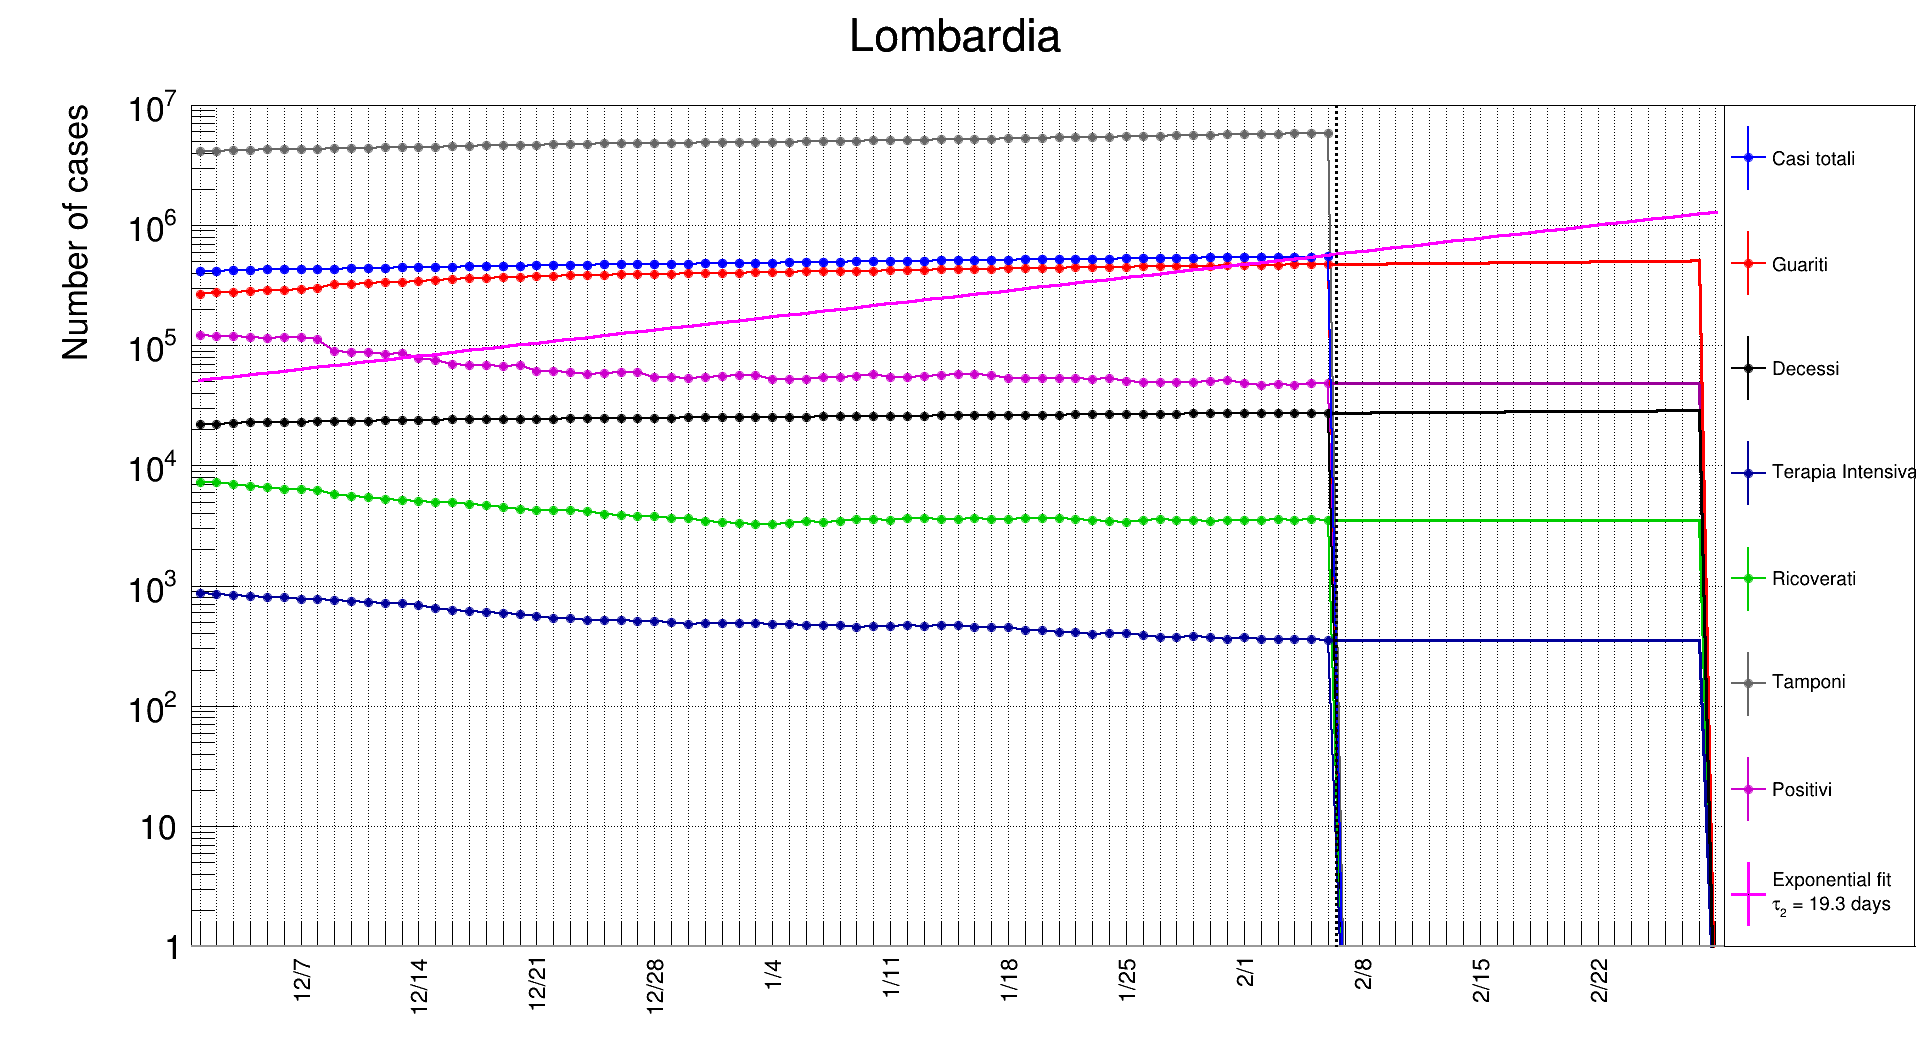 Lombardia
Number of cases
10^7
10^6
10^5
10^4
10^3
10^2
10
1
12/7
12/14
12/21
12/28
1/4
1/11
1/18
1/25
2/1
2/8
2/15
2/22
Casi totali
Guariti
Decessi
Terapia Intensiva
Ricoverati
Tamponi
Positivi
Exponential fit
τ_2 = 19.3 days